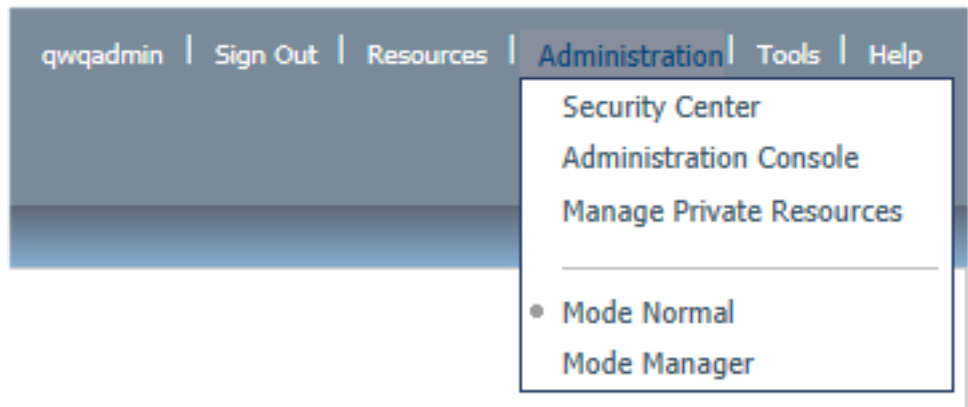 qwqadmin | Sign Out | Resources | Administration | Tools | Help
Security Center
Administration Console
Manage Private Resources
Mode Normal
Mode Manager